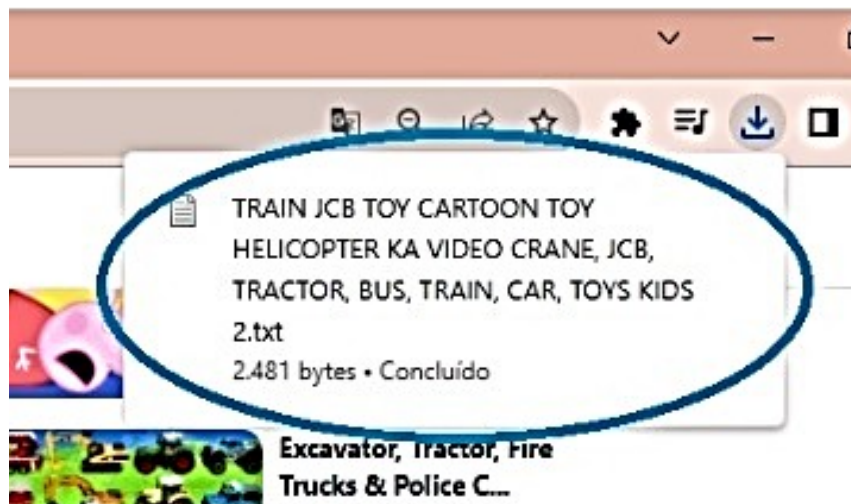 TRAIN JCB TOY CARTOON TOY
HELICOPTER KA VIDEO CRANE, JCB,
TRACTOR, BUS, TRAIN, CAR, TOYS KIDS
2.txt
2.481 bytes • Concluído
Excavator, Tractor, Fire
Trucks & Police C...